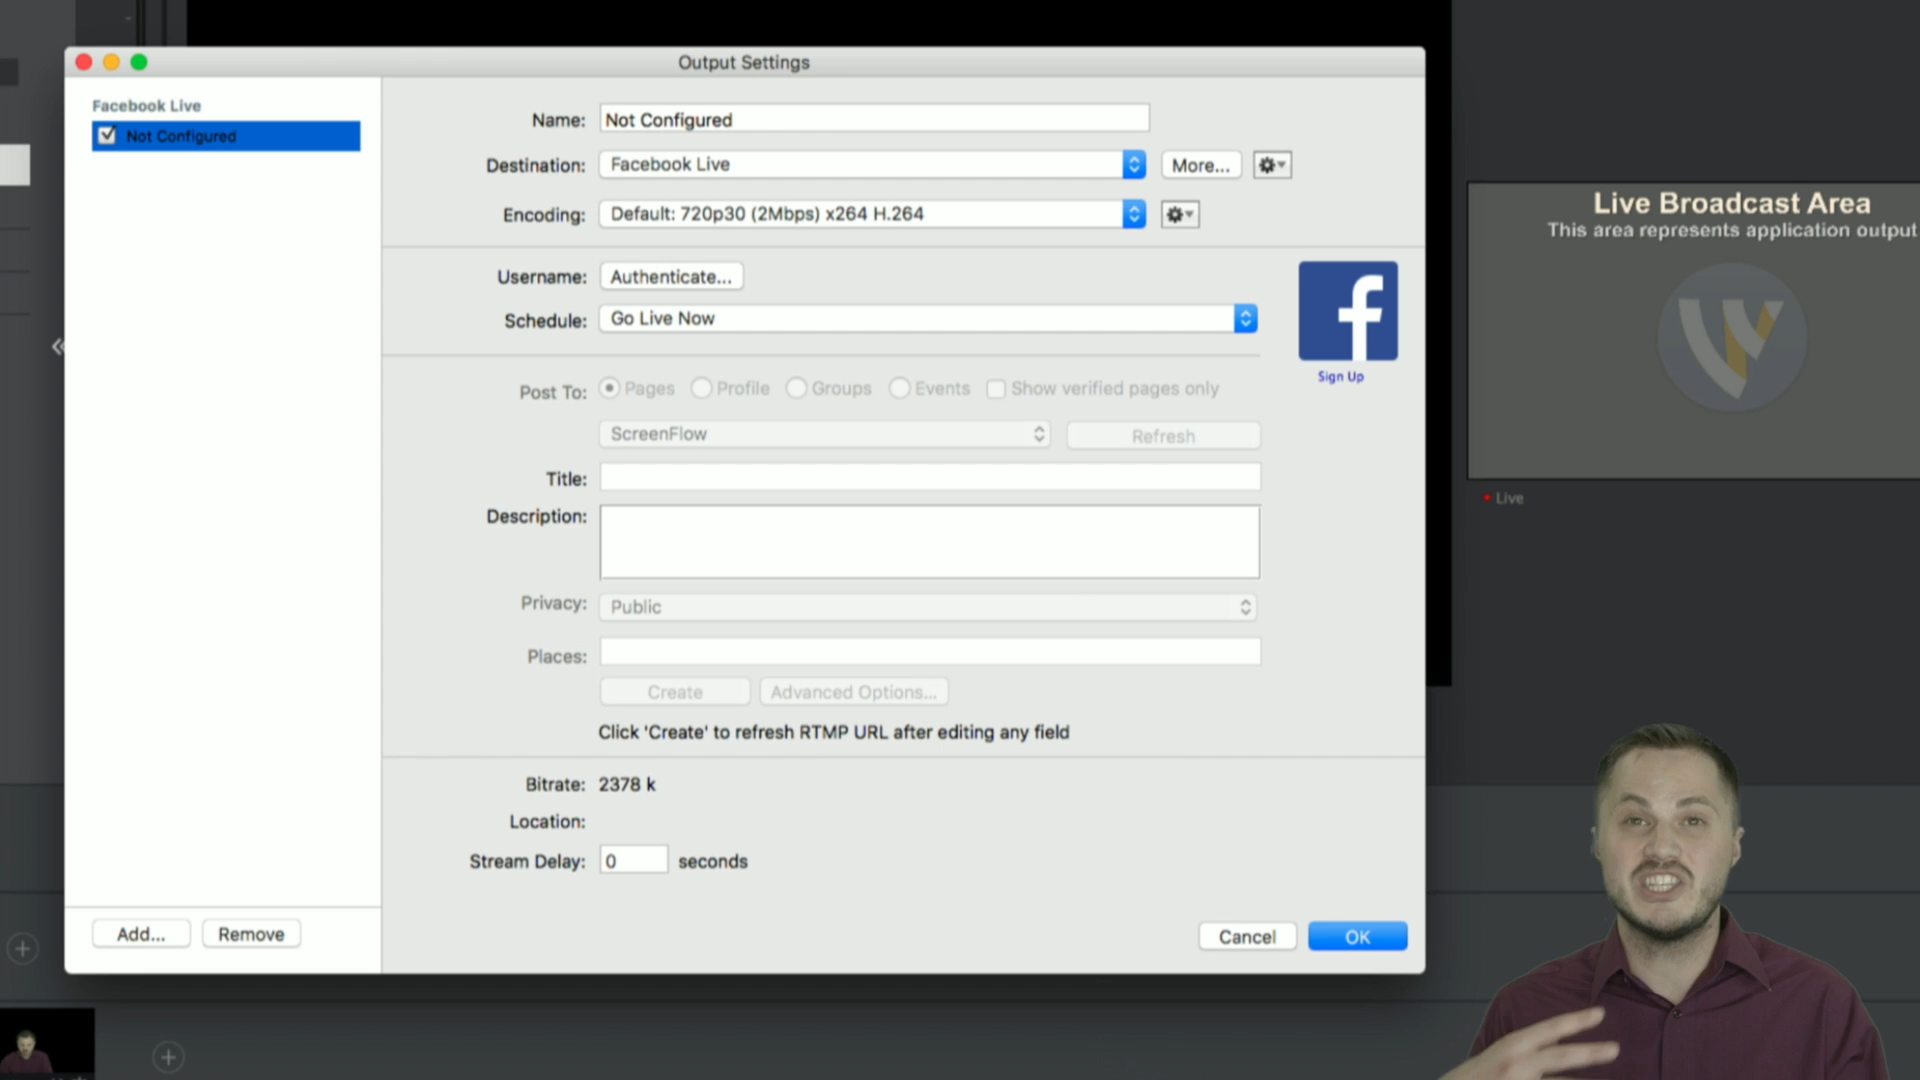 Output Settings
Facebook Live
Not Configured
Name: Not Configured
Destination: Facebook Live More...
Encoding: Default: 720p30 (2Mbps) x264 H.264
Username: Authenticate...
Schedule: Go Live Now
Sign Up
Post To: Pages Profile Groups Events Show verified pages only
ScreenFlow Refresh
Title:
Description:
Privacy: Public
Places:
Create Advanced Options...
Click 'Create' to refresh RTMP URL after editing any field
Bitrate: 2378 k
Location:
Stream Delay: 0 seconds
Add... Remove
Cancel OK
Live Broadcast Area
This area represents application output
Live